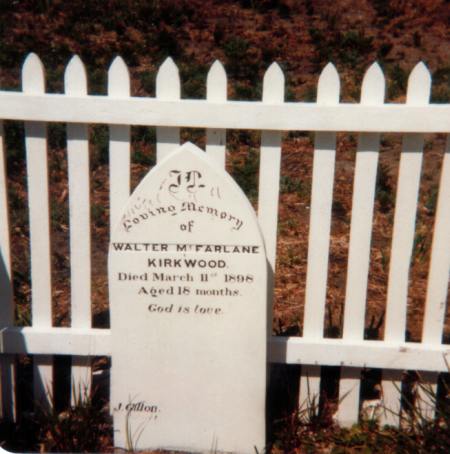 In
Loving Memory
of
WALTER McFARLANE
KIRKWOOD.
Died March 11th 1898
Aged 18 months.
God is love.
J. Gillon.